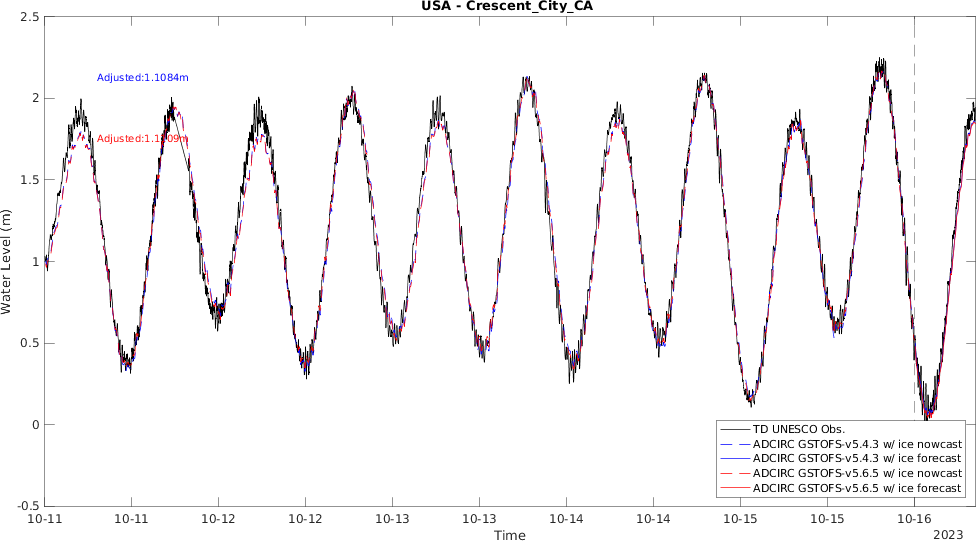 USA - Crescent_City_CA
2.5
2
1.5
1
0.5
0
-0.5
Water Level (m)
Adjusted:1.1084m
10-11 10-11 10-12 10-12 10-13 10-13 10-14 10-14 10-15 10-15 10-16
Time
2023
TD UNESCO Obs.
ADCIRC GSTOFS-v5.4.3 w/ ice nowcast
ADCIRC GSTOFS-v5.4.3 w/ ice forecast
ADCIRC GSTOFS-v5.6.5 w/ ice nowcast
ADCIRC GSTOFS-v5.6.5 w/ ice forecast